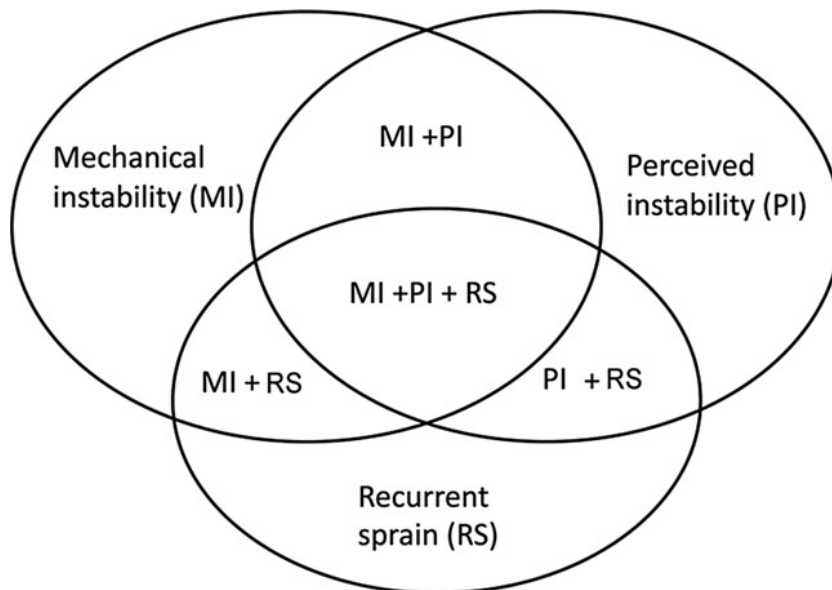 MI +PI
Mechanical
instability (MI)
Perceived
instability (PI)
MI +PI + RS
MI + RS
PI + RS
Recurrent
sprain (RS)